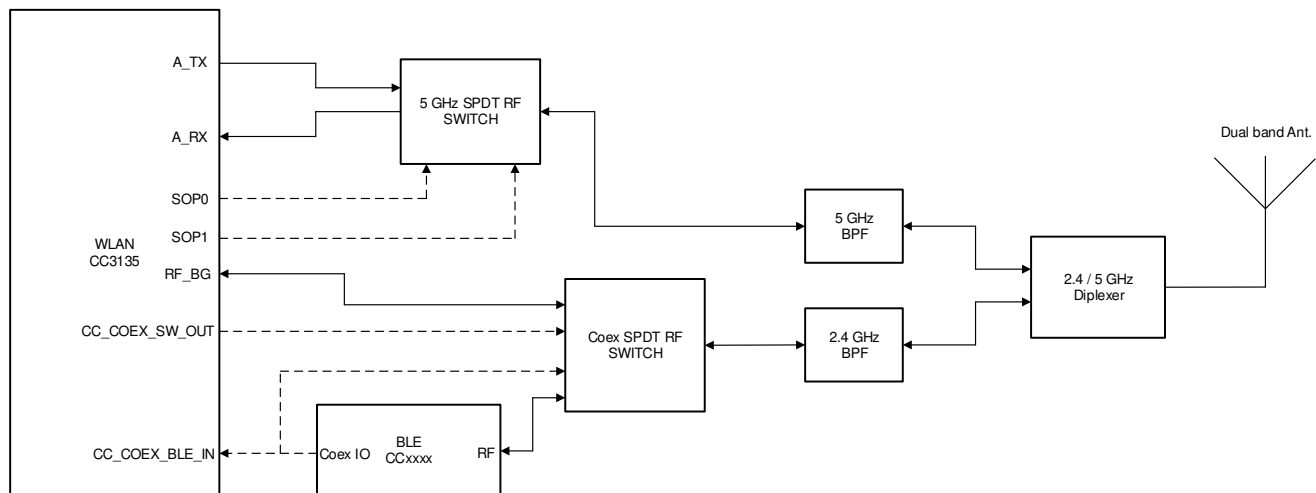 A_TX
A_RX
SOP0
SOP1
WLAN
CC3135
RF_BG
CC_COEX_SW_OUT
CC_COEX_BLE_IN
5 GHz SPDT RF
SWITCH
Coex SPDT RF
SWITCH
Coex IO
BLE
CCxxxx
RF
5 GHz
BPF
2.4 GHz
BPF
2.4 / 5 GHz
Diplexer
Dual band Ant.